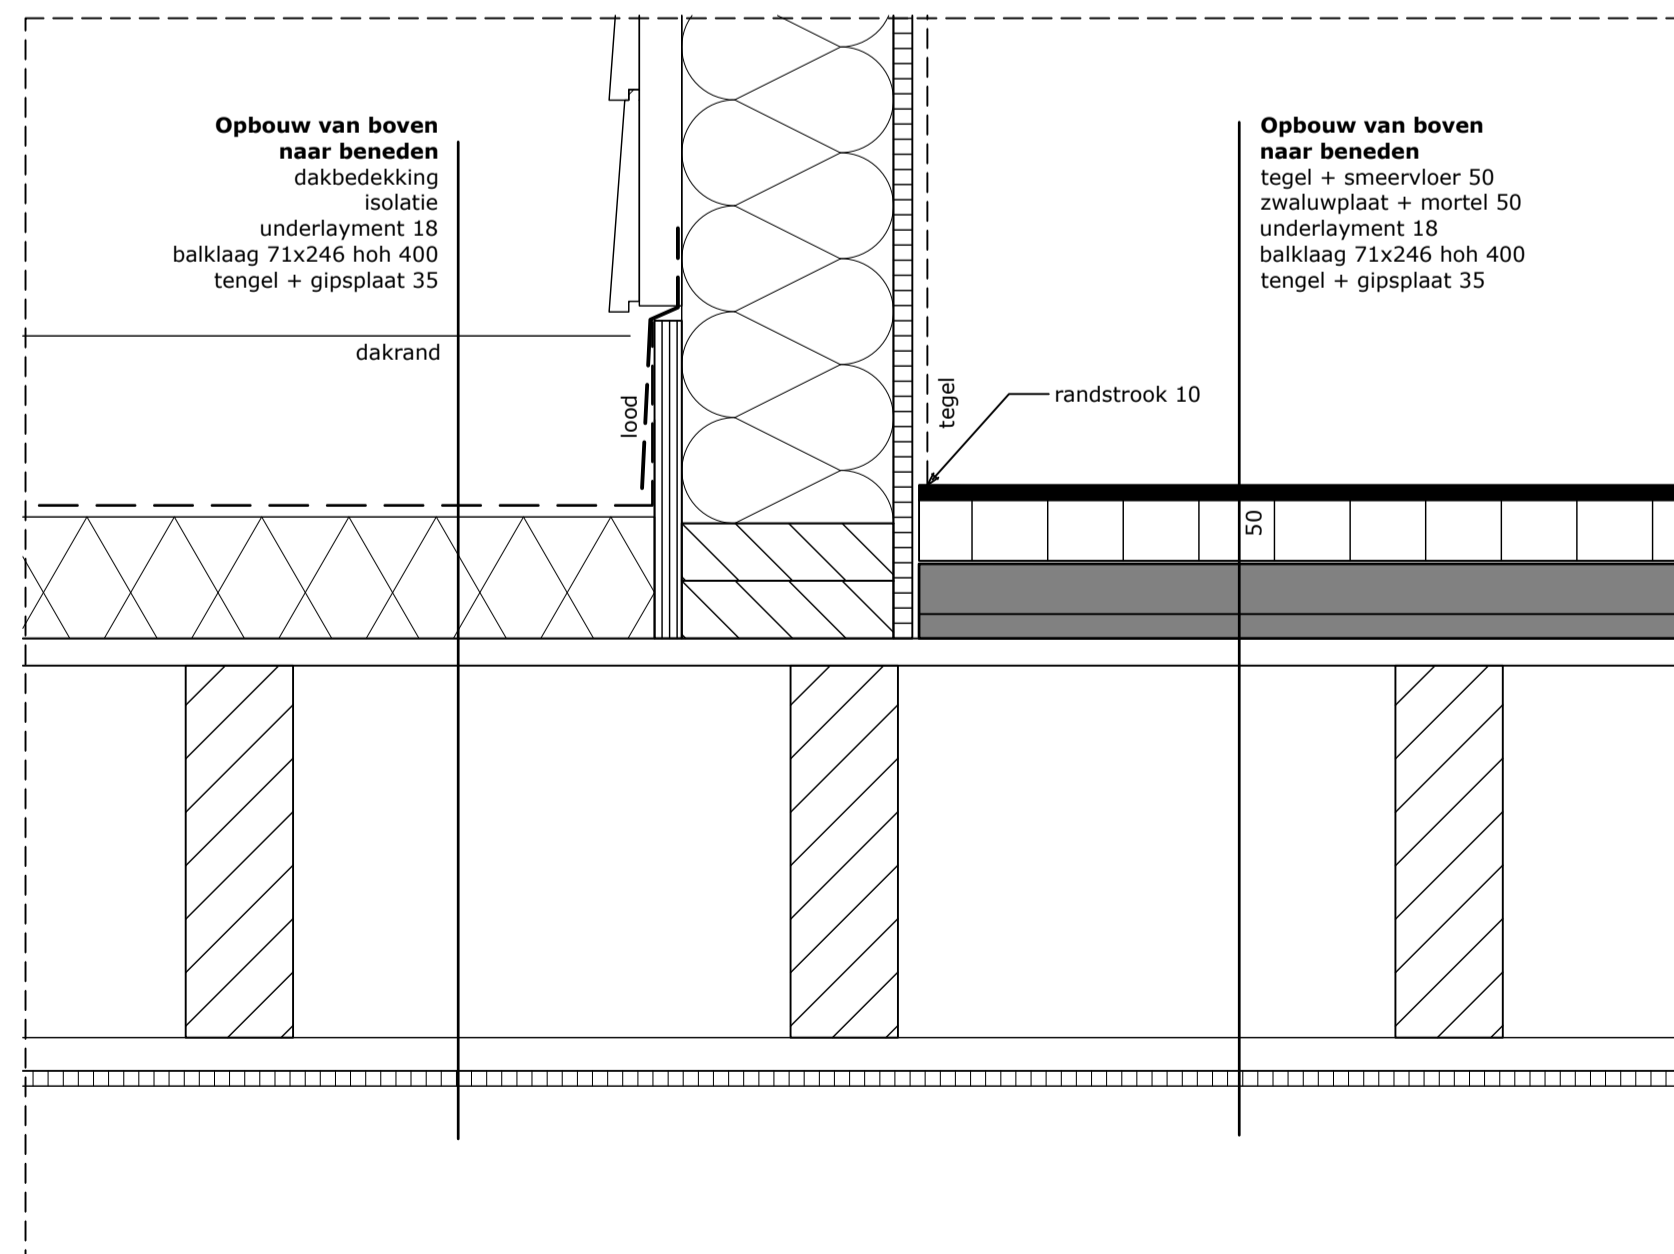 Opbouw van boven
naar beneden
dakbedekking
isolatie
underlayment 18
balklaag 71x246 hoh 400
tengel + gipsplaat 35
dakrand
lood
tegel
randstrook 10
Opbouw van boven
naar beneden
tegel + smeervloer 50
zwaluwplaat + mortel 50
underlayment 18
balklaag 71x246 hoh 400
tengel + gipsplaat 35
50